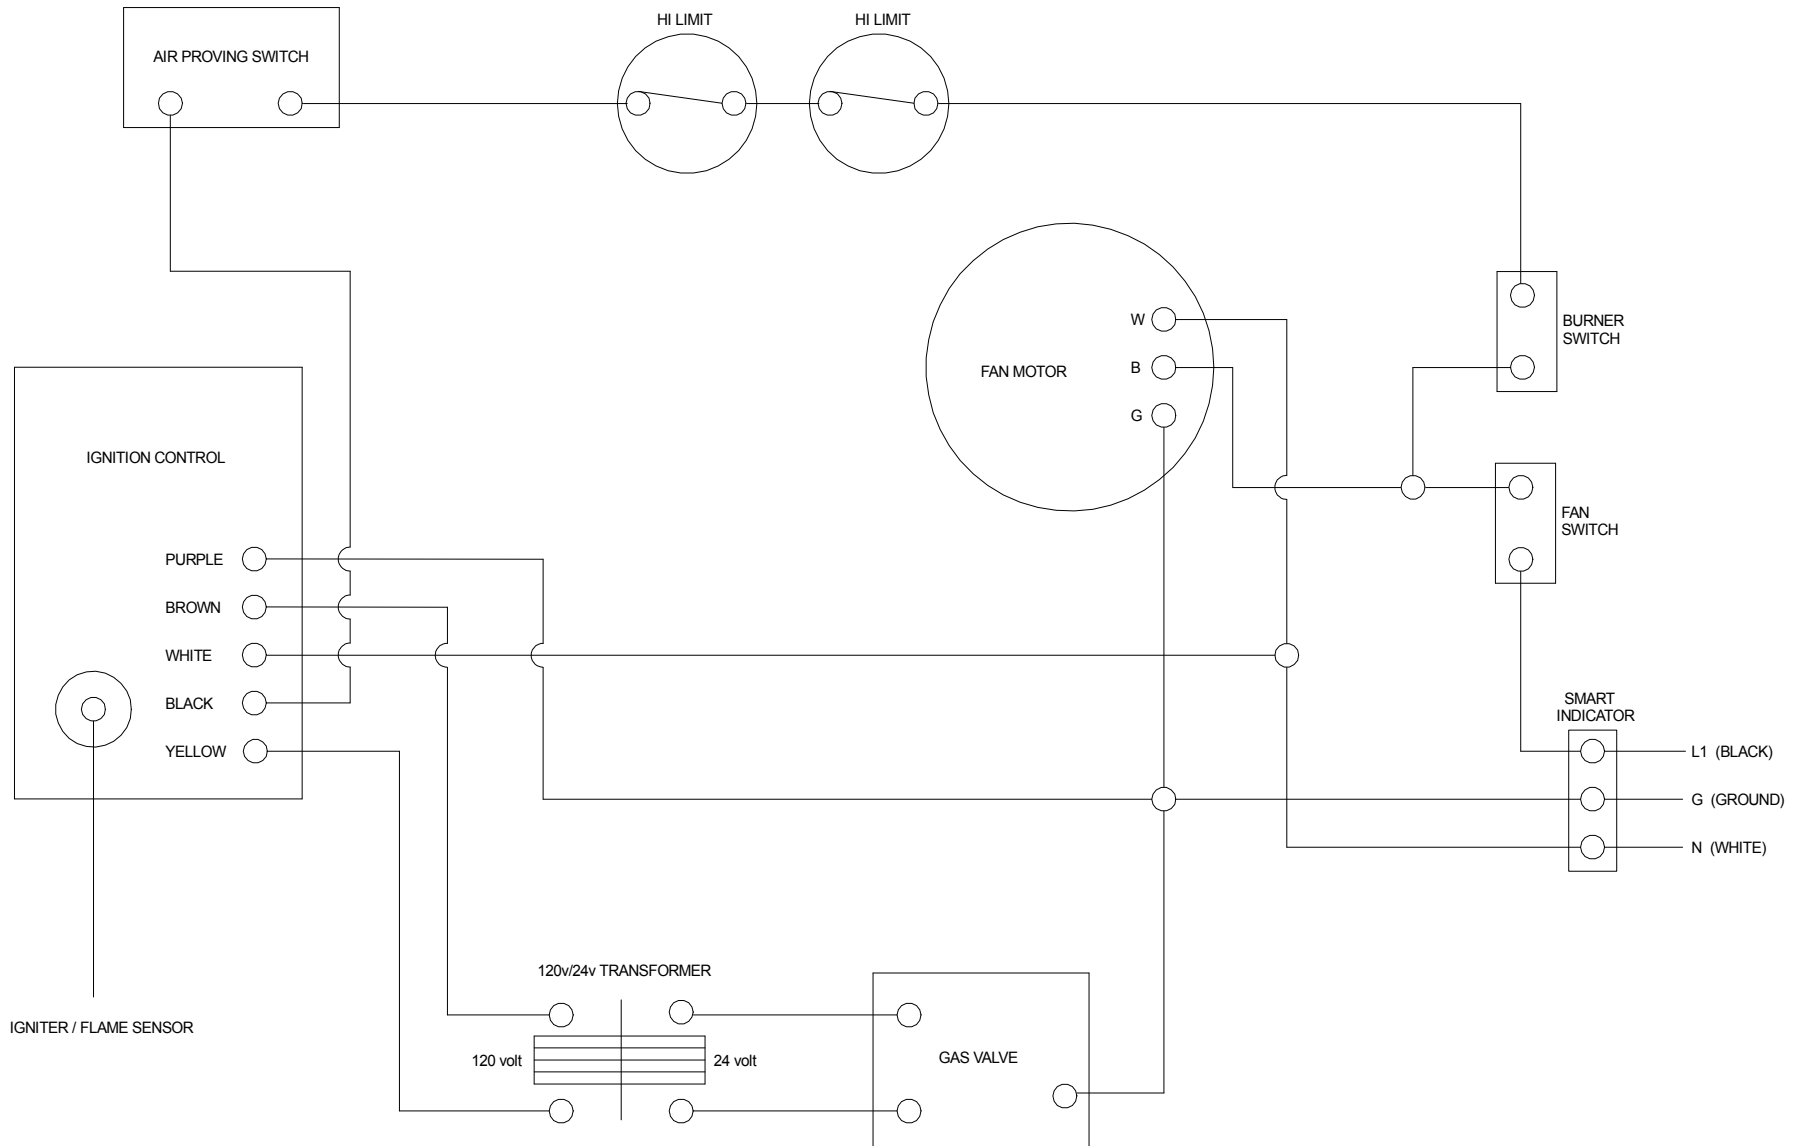 HI LIMIT
HI LIMIT
AIR PROVING SWITCH
W
BURNER
SWITCH
B
FAN MOTOR
G
IGNITION CONTROL
FAN
SWITCH
PURPLE
BROWN
WHITE
BLACK
SMART
INDICATOR
YELLOW
L1 (BLACK)
G (GROUND)
N (WHITE)
120v/24v TRANSFORMER
IGNITER / FLAME SENSOR
120 volt
24 volt
GAS VALVE